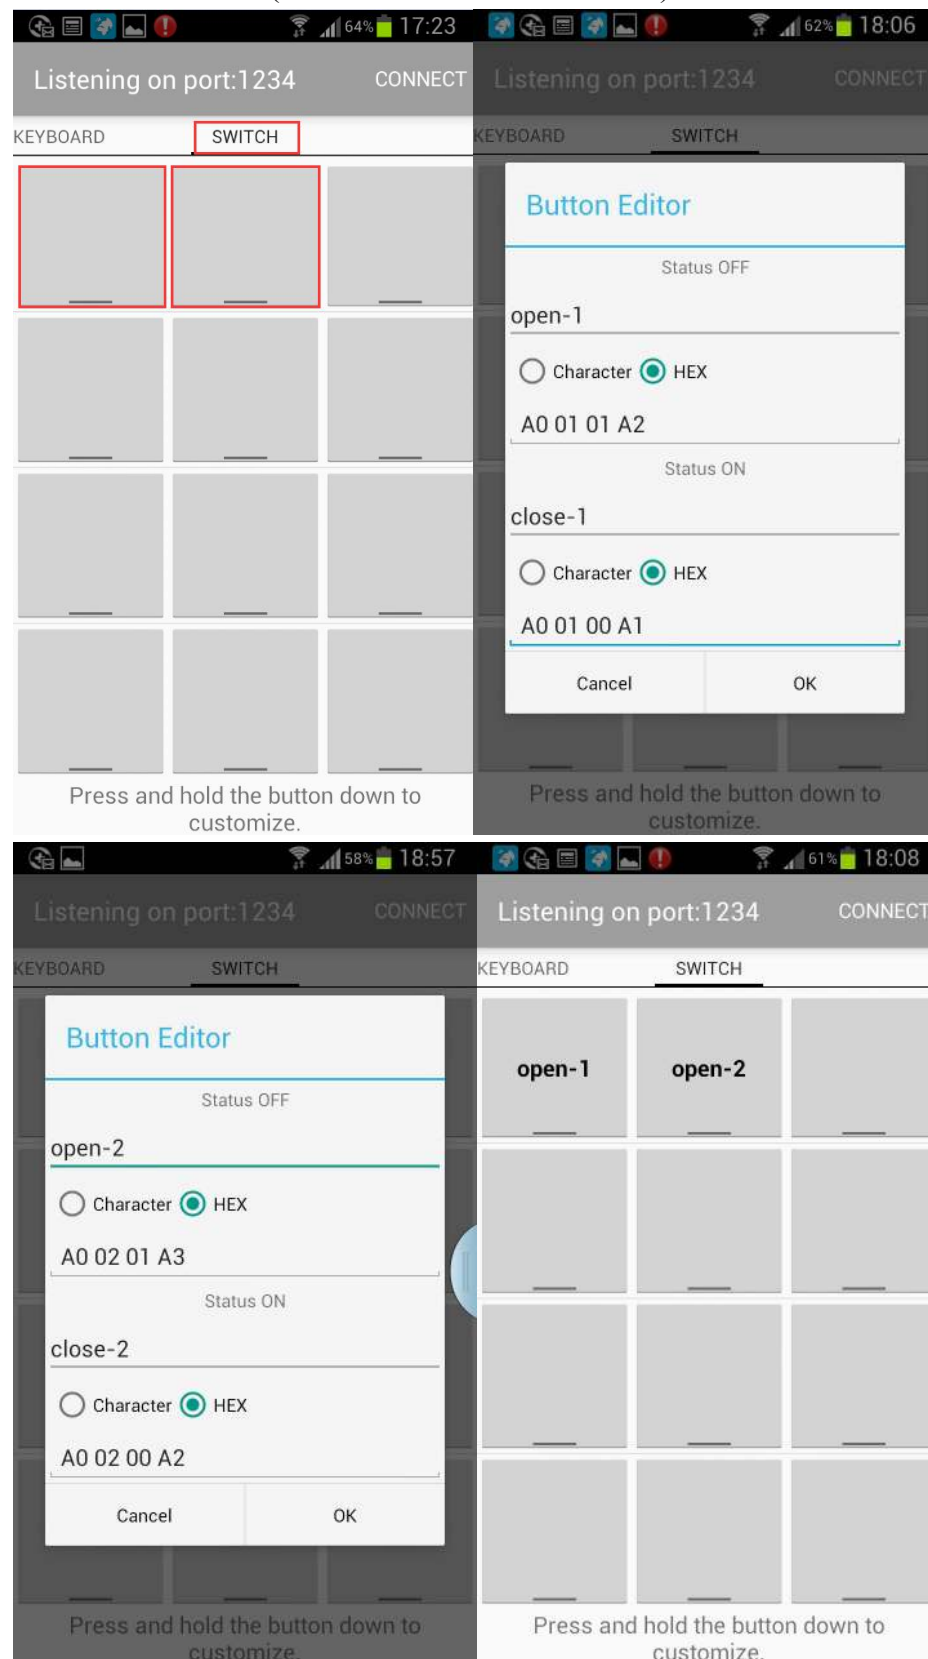 64% 17:23
Listening on port:1234 CONNECT
KEYBOARD SWITCH
Press and hold the button down to
customize.
62% 18:06
Listening on port:1234 CONNECT
KEYBOARD SWITCH
Button Editor
Status OFF
open-1
Character HEX
A0 01 01 A2
Status ON
close-1
Character HEX
A0 01 00 A1
Cancel OK
Press and hold the button down to
customize.
58% 18:57
Listening on port:1234 CONNECT
KEYBOARD SWITCH
Button Editor
Status OFF
open-2
Character HEX
A0 02 01 A3
Status ON
close-2
Character HEX
A0 02 00 A2
Cancel OK
Press and hold the button down to
customize.
61% 18:08
Listening on port:1234 CONNECT
KEYBOARD SWITCH
open-1 open-2
Press and hold the button down to
customize.